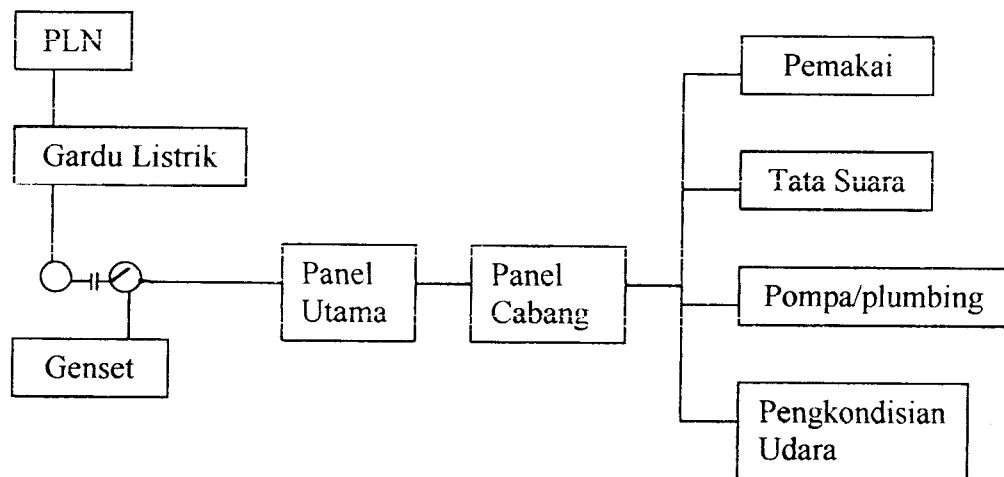 PLN
Gardu Listrik
Genset
Panel
Utama
Panel
Cabang
Pemakai
Tata Suara
Pompa/plumbing
Pengkondisian
Udara